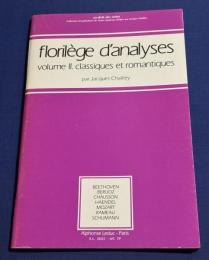 florilège d'analyses
volume II. classiques et romantiques
par Jacques Chailley
BEETHOVEN
BERLIOZ
CHAUSSON
HAENDEL
MOZART
RAMEAU
SCHUMANN
Alphonse Leduc - Paris